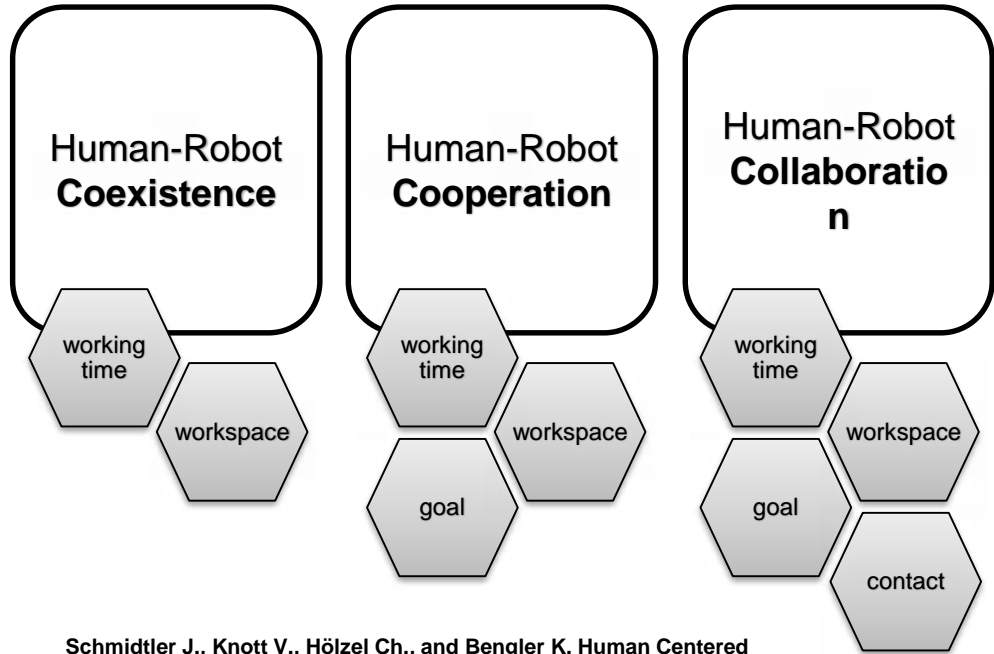 Human-Robot
Coexistence
working
time
workspace
Human-Robot
Cooperation
working
time
workspace
goal
Human-Robot
Collaboratio
n
working
time
workspace
goal
contact
Schmidtler J., Knott V., Hölzel Ch., and Bengler K. Human Centered